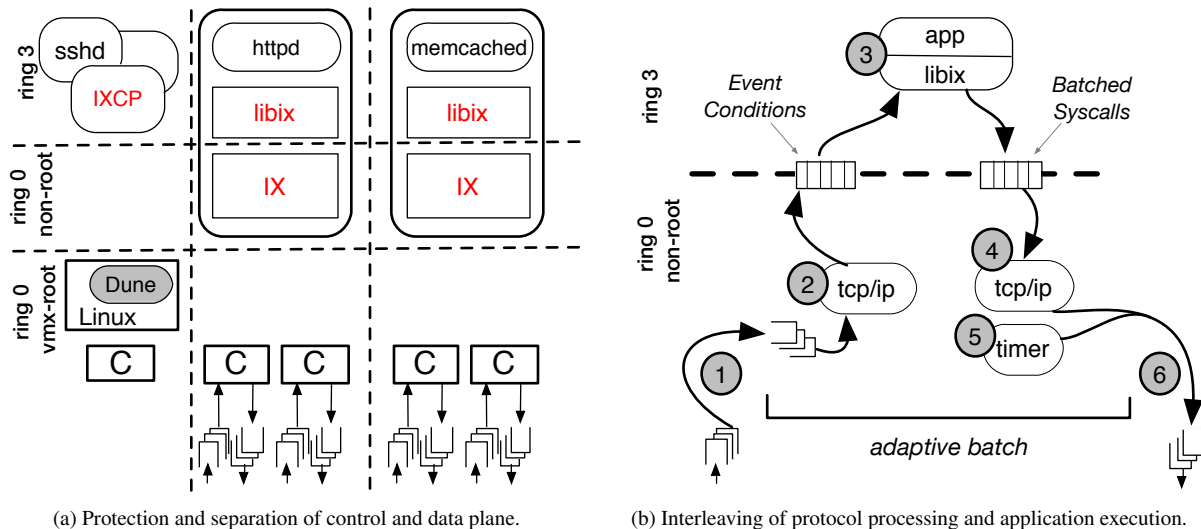 ring 3
sshd
IXCP
httpd
libix
memcached
libix
ring 0
non-root
IX
IX
ring 0
vmx-root
Dune
Linux
C
C
C
C
C
(a) Protection and separation of control and data plane.
ring 3
3
app
libix
Event
Conditions
Batched
Syscalls
ring 0
non-root
2
tcp/ip
4
tcp/ip
5
timer
1
6
adaptive batch
(b) Interleaving of protocol processing and application execution.